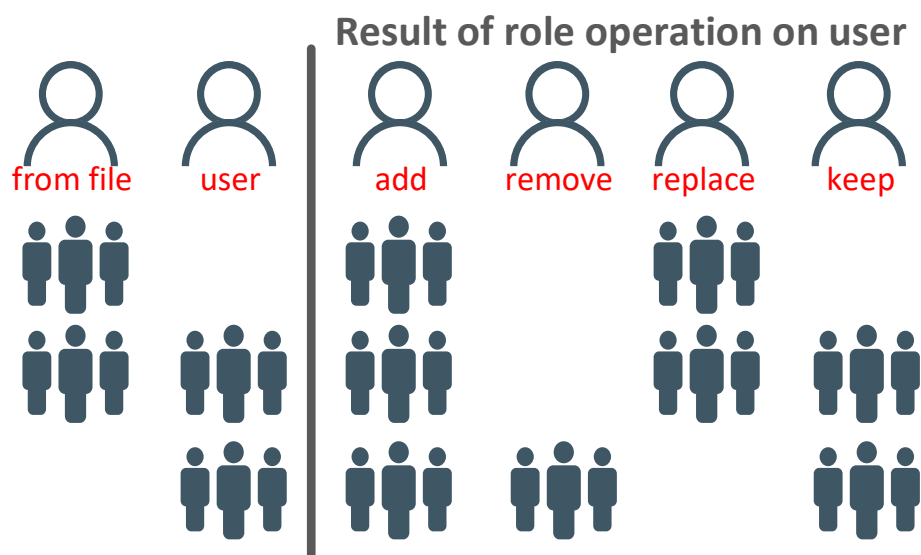 Result of role operation on user
from file user add remove replace keep